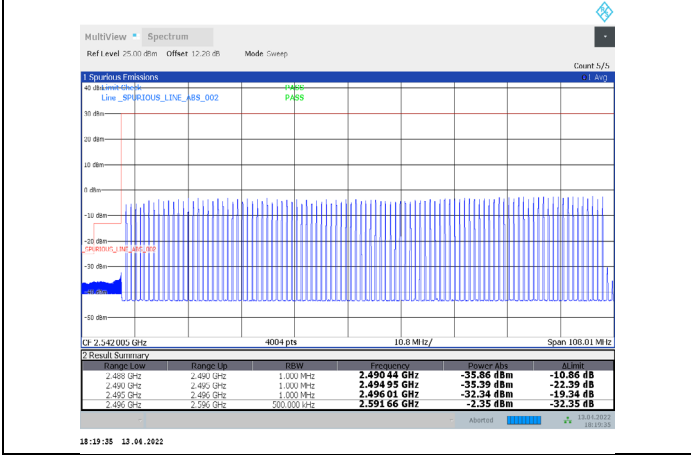 MultiView Spectrum
Ref Level 25.00 dBm Offset 12.20 dB Mode Sweep
Count 5/5
1 Spurious Emissions 1 Avg
40 dBm Limit Check PASS
Line _SPURIOUS_LINE_ABS_002 PASS
30 dBm
20 dBm
10 dBm
0 dBm
-10 dBm
-20 dBm
_SPURIOUS_LINE_ABS_002
-30 dBm
-40 dBm
-50 dBm
CF 2.542005 GHz 4004 pts 10.8 MHz/ Span 108.01 MHz
2 Result Summary
Range Low Range Up RBW Frequency Power Abs ΔLimit
2.488 GHz 2.490 GHz 1.000 MHz 2.490 44 GHz -35.86 dBm -10.86 dB
2.490 GHz 2.495 GHz 1.000 MHz 2.494 95 GHz -35.39 dBm -22.39 dB
2.495 GHz 2.496 GHz 1.000 MHz 2.496 01 GHz -32.34 dBm -19.34 dB
2.496 GHz 2.596 GHz 500.000 kHz 2.591 66 GHz -2.35 dBm -32.35 dB
Aborted 13.04.2022
18:19:35
18:19:35 13.04.2022